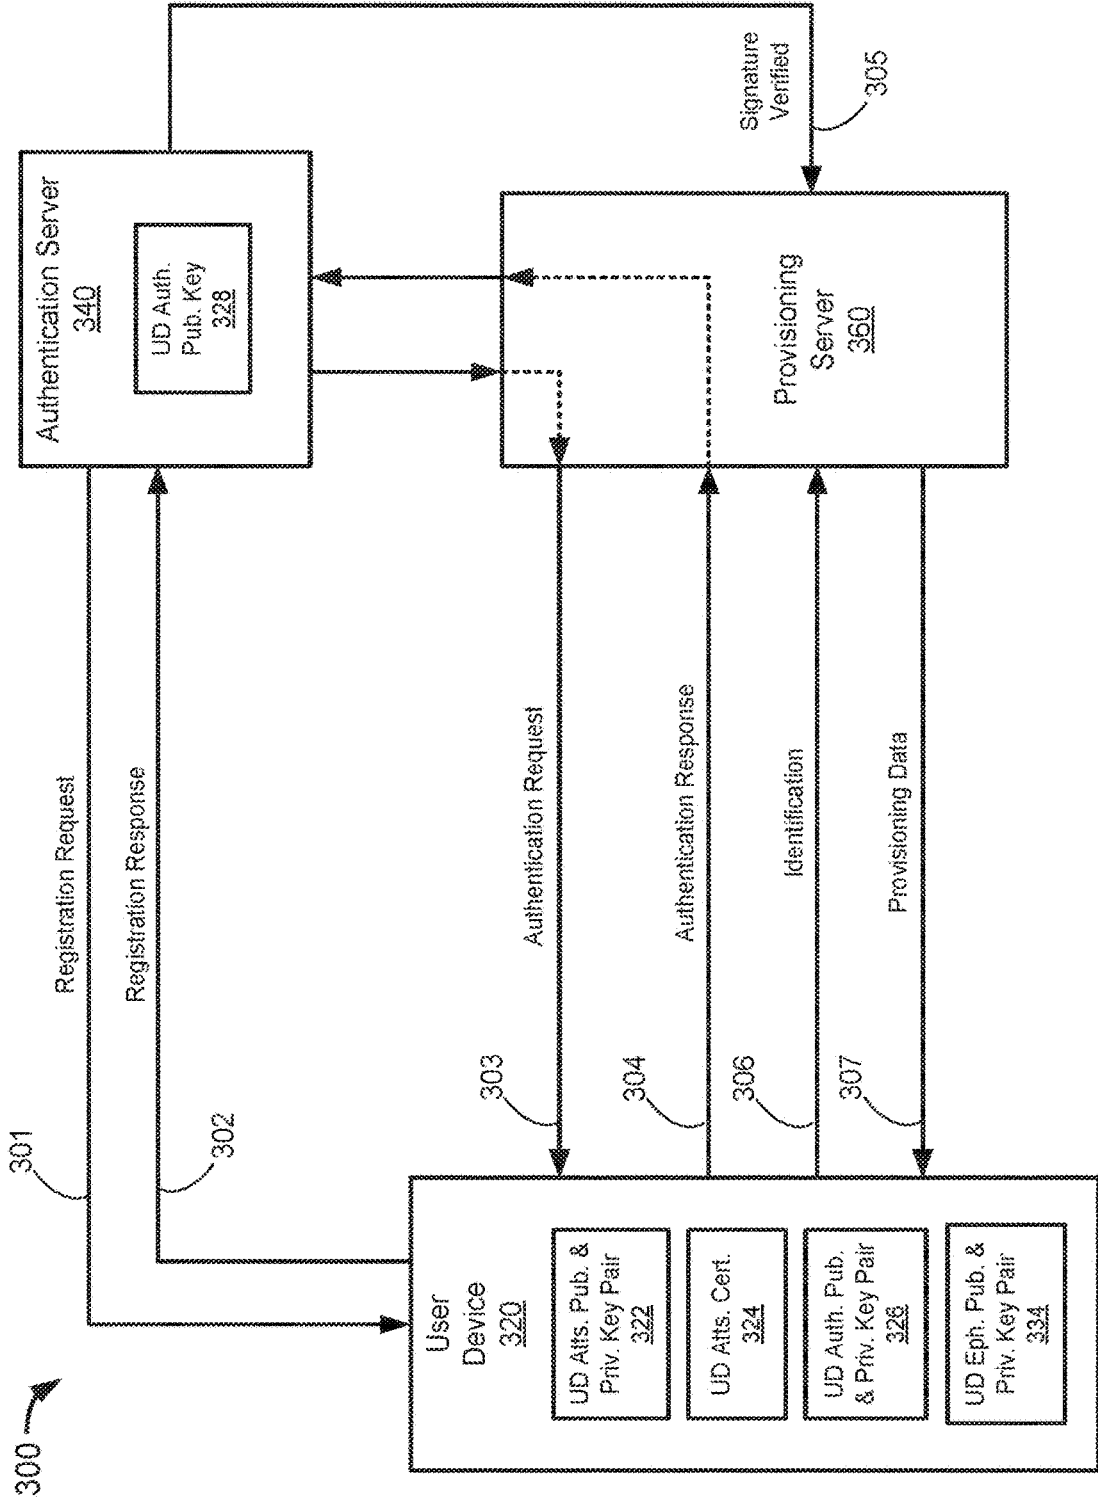 300
301
Registration Request
302
Registration Response
Authentication Server
340
UD Auth.
Pub. Key
328
User
Device
320
UD Atts. Pub. &
Priv. Key Pair
322
UD Atts. Cert.
324
UD Auth. Pub.
& Priv. Key Pair
326
UD Eph. Pub. &
Priv. Key Pair
334
303
Authentication Request
304
Authentication Response
306
Identification
307
Provisioning Data
Provisioning
Server
360
Signature
Verified
305